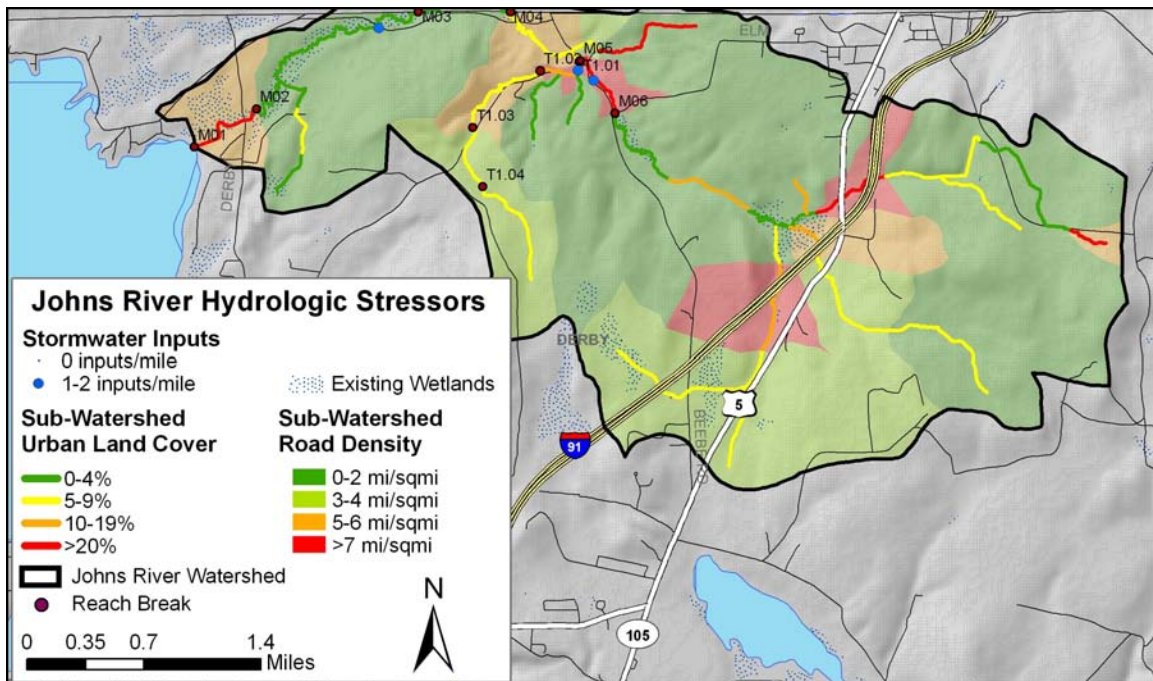 M03
M04
ELM
T1.02
M05
T1.01
M02
M06
M01
T1.03
DERBY
T1.04
Johns River Hydrologic Stressors
Stormwater Inputs
0 inputs/mile
1-2 inputs/mile
Existing Wetlands
Sub-Watershed
Urban Land Cover
Sub-Watershed
Road Density
0-4%
0-2 mi/sqmi
5-9%
3-4 mi/sqmi
10-19%
5-6 mi/sqmi
>20%
>7 mi/sqmi
Johns River Watershed
Reach Break
N
0 0.35 0.7 1.4
Miles
DERBY
5
91
105